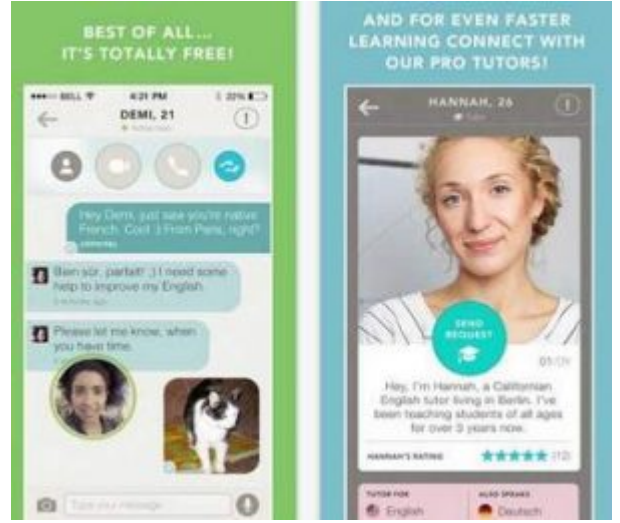 BEST OF ALL...
IT'S TOTALLY FREE!
BELL
4:21 PM
22%
DEMI, 21
Hey Demi, just saw you're native
French. Cool :) From Paris, right?
Bien sûr, parfait! ;) I need some
help to improve my English.
Please let me know, when
you have time.
Type your message
AND FOR EVEN FASTER
LEARNING CONNECT WITH
OUR PRO TUTORS!
HANNAH, 26
SEND
REQUEST
Hey, I'm Hannah, a Californian
English tutor living in Berlin. I've
been teaching students of all ages
for over 3 years now.
HANNAH'S RATING
(12)
TUTOR FOR
ALSO SPEAKS
English
Deutsch